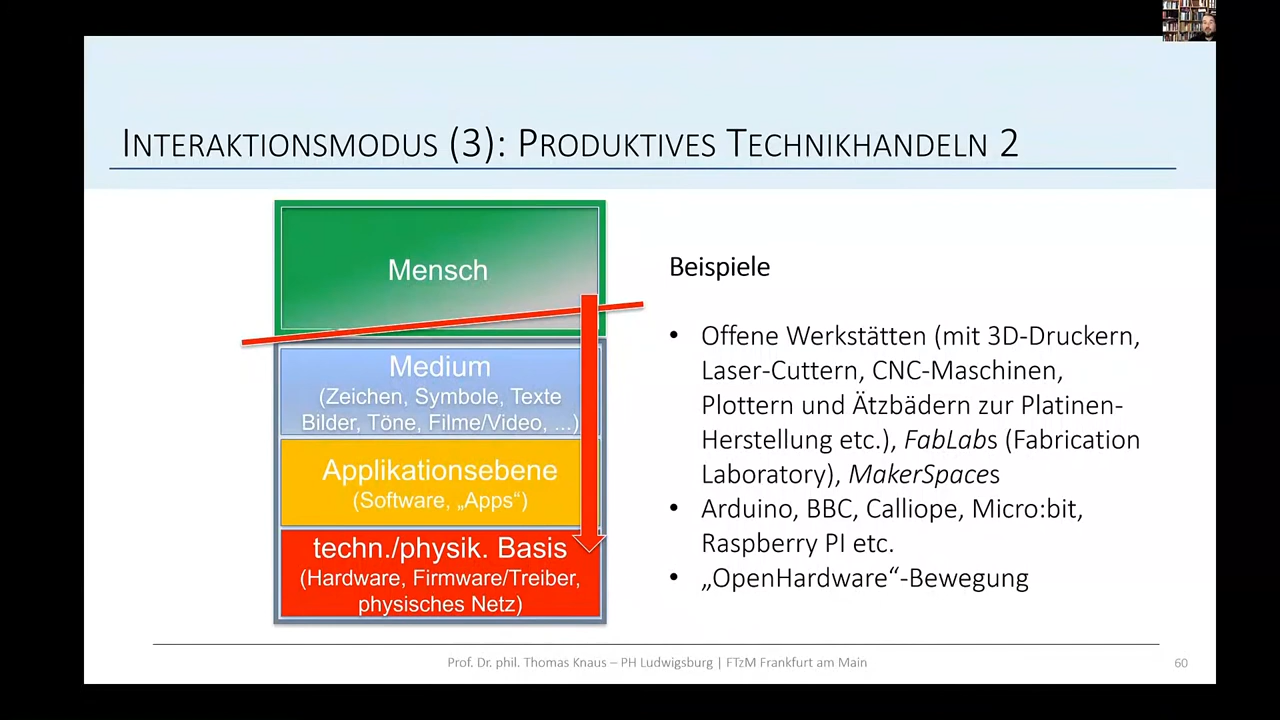 INTERAKTIONSMODUS (3): PRODUKTIVES TECHNIKHANDELN 2
Mensch
Medium
(Zeichen, Symbole, Texte
Bilder, Töne, Filme/Video, ...)
Applikationsebene
(Software, „Apps“)
techn./physik. Basis
(Hardware, Firmware/Treiber,
physisches Netz)
Beispiele
• Offene Werkstätten (mit 3D-Druckern,
Laser-Cuttern, CNC-Maschinen,
Plottern und Ätzbädern zur Platinen-
Herstellung etc.), FabLabs (Fabrication
Laboratory), MakerSpaces
• Arduino, BBC, Calliope, Micro:bit,
Raspberry PI etc.
• „OpenHardware“-Bewegung
Prof. Dr. phil. Thomas Knaus – PH Ludwigsburg | FTzM Frankfurt am Main
60